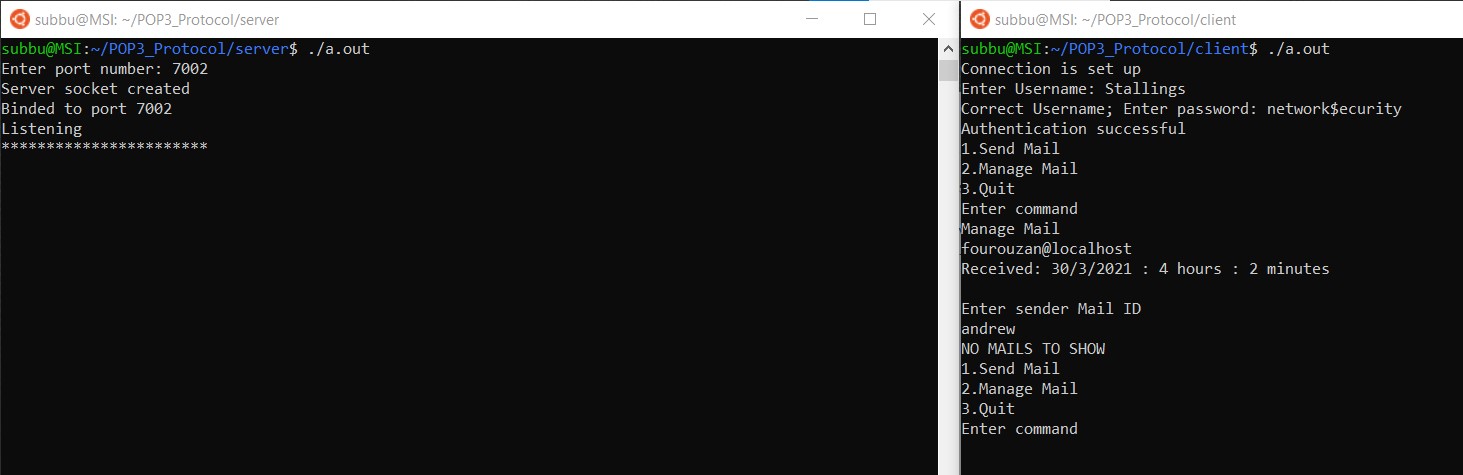 subbu@MSI: ~/POP3_Protocol/server
subbu@MSI:~/POP3_Protocol/server$ ./a.out
Enter port number: 7002
Server socket created
Binded to port 7002
Listening
***********************
subbu@MSI: ~/POP3_Protocol/client
subbu@MSI:~/POP3_Protocol/client$ ./a.out
Connection is set up
Enter Username: Stallings
Correct Username; Enter password: network$ecurity
Authentication successful
1.Send Mail
2.Manage Mail
3.Quit
Enter command
Manage Mail
fourouzan@localhost
Received: 30/3/2021 : 4 hours : 2 minutes
Enter sender Mail ID
andrew
NO MAILS TO SHOW
1.Send Mail
2.Manage Mail
3.Quit
Enter command